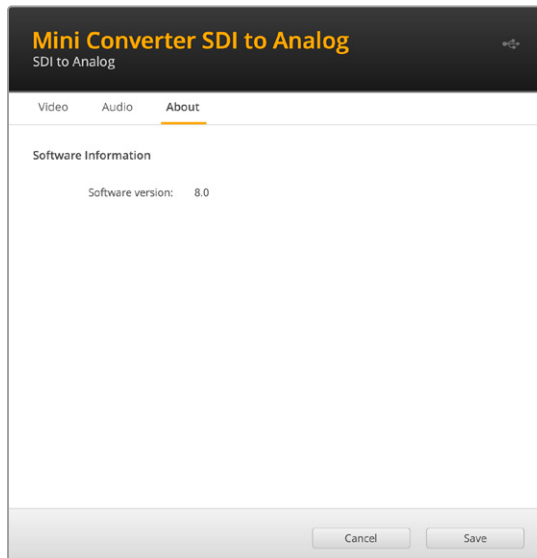 Mini Converter SDI to Analog
SDI to Analog
Video Audio About
Software Information
Software version: 8.0
Cancel Save